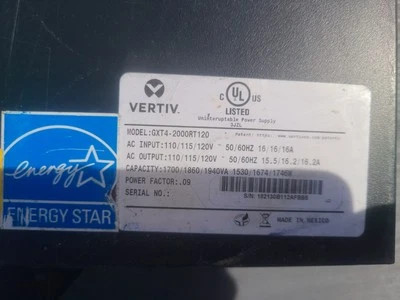 VERTIV.
C UL US
LISTED
Uninterruptable Power Supply
MODEL:GXT4-2000RT120
AC INPUT:110/115/120V ~ 50/60HZ 16/16/16A
AC OUTPUT:110/115/120V ~ 50/60HZ 15.5/16.2/16.2A
CAPACITY:1700/1860/1940VA 1530/1674/1746W
POWER FACTOR:.09
SERIAL NO.:
MADE IN MEXICO
energy
ENERGY STAR